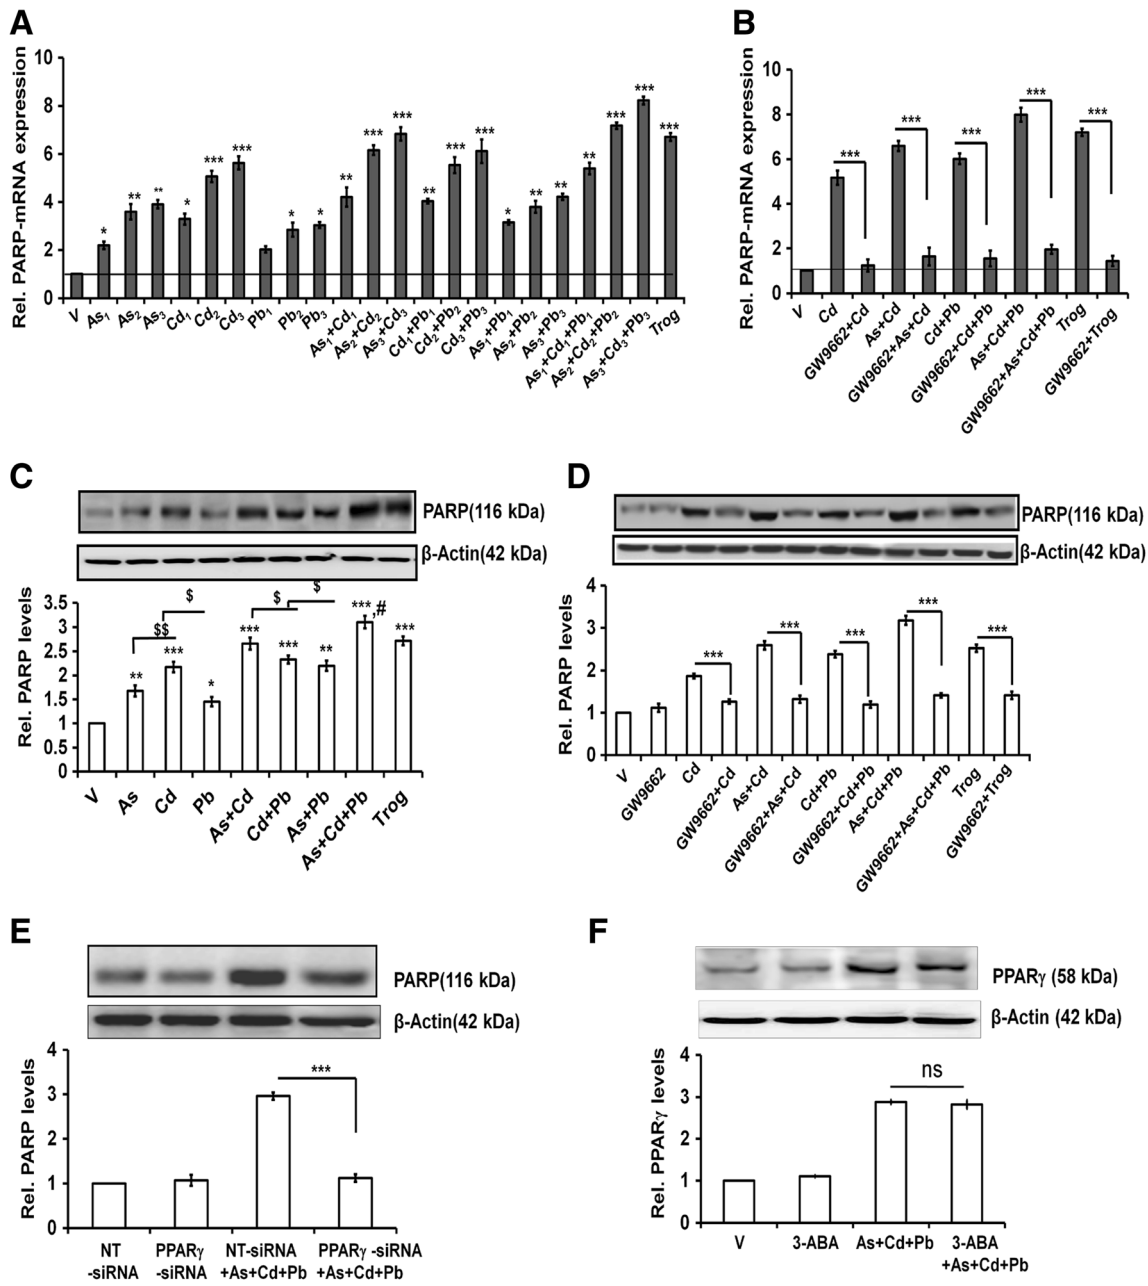 A
Rel. PARP-mRNA expression
10
8
6
4
2
0
* ** ** * *** *** * * ** *** *** ** *** *** * ** ** ** *** *** ***
V As1 As2 As3 Cd1 Cd2 Cd3 Pb1 Pb2 Pb3 As1+Cd1 As2+Cd2 As3+Cd3 Cd1+Pb1 Cd2+Pb2 Cd3+Pb3 As1+Pb1 As2+Pb2 As3+Pb3 As1+Cd1+Pb1 As2+Cd2+Pb2 As3+Cd3+Pb3 Trog
B
Rel. PARP-mRNA expression
10
8
6
4
2
0
*** *** *** *** ***
V Cd GW9662+Cd As+Cd GW9662+As+Cd Cd+Pb GW9662+Cd+Pb As+Cd+Pb GW9662+As+Cd+Pb Trog GW9662+Trog
C
PARP(116 kDa)
β-Actin(42 kDa)
Rel. PARP levels
3.5
3
2.5
2
1.5
1
0.5
0
$$ $ $ $
** *** * *** *** ** ***,# ***
V As Cd Pb As+Cd Cd+Pb As+Pb As+Cd+Pb Trog
D
PARP(116 kDa)
β-Actin(42 kDa)
Rel. PARP levels
4
3
2
1
0
*** *** *** *** ***
V GW9662 Cd GW9662+Cd As+Cd GW9662+As+Cd Cd+Pb GW9662+Cd+Pb As+Cd+Pb GW9662+As+Cd+Pb Trog GW9662+Trog
E
PARP(116 kDa)
β-Actin(42 kDa)
Rel. PARP levels
4
3
2
1
0
***
NT PPARγ NT-siRNA PPARγ -siRNA
-siRNA -siRNA +As+Cd+Pb +As+Cd+Pb
F
PPARγ (58 kDa)
β-Actin (42 kDa)
Rel. PPARγ levels
4
3
2
1
0
ns
V 3-ABA As+Cd+Pb 3-ABA
+As+Cd+Pb